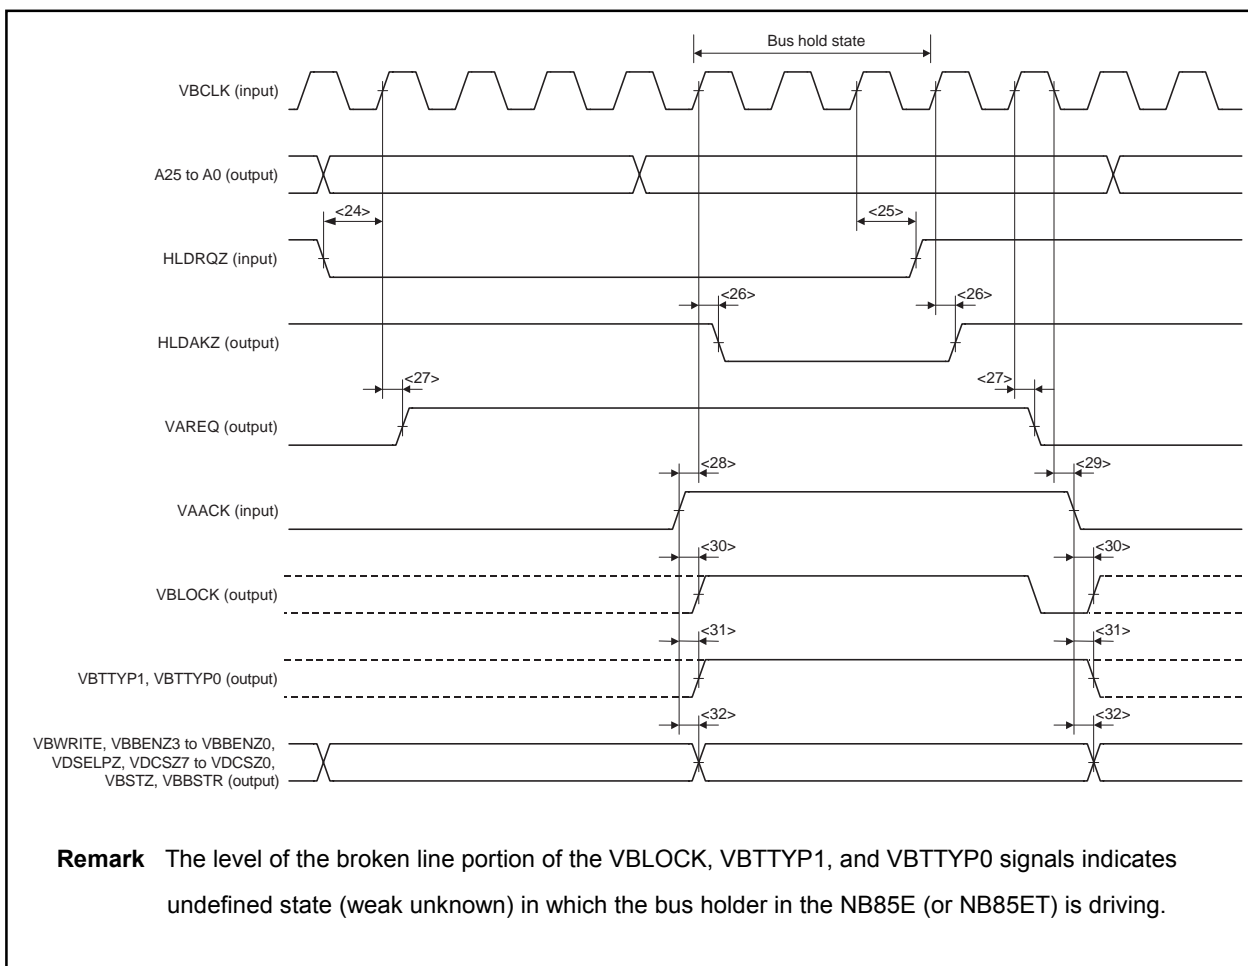 Bus hold state
VBCLK (input)
A25 to A0 (output)
<24>
<25>
HLDRQZ (input)
<26>
<26>
HLDAKZ (output)
<27>
<27>
VAREQ (output)
<28>
<29>
VAACK (input)
<30>
<30>
VBLOCK (output)
<31>
<31>
VBTTYP1, VBTTYP0 (output)
<32>
<32>
VBWRITE, VBBENZ3 to VBBENZ0,
VDSELPZ, VDCSZ7 to VDCSZ0,
VBSTZ, VBBSTR (output)
Remark The level of the broken line portion of the VBLOCK, VBTTYP1, and VBTTYP0 signals indicates
undefined state (weak unknown) in which the bus holder in the NB85E (or NB85ET) is driving.